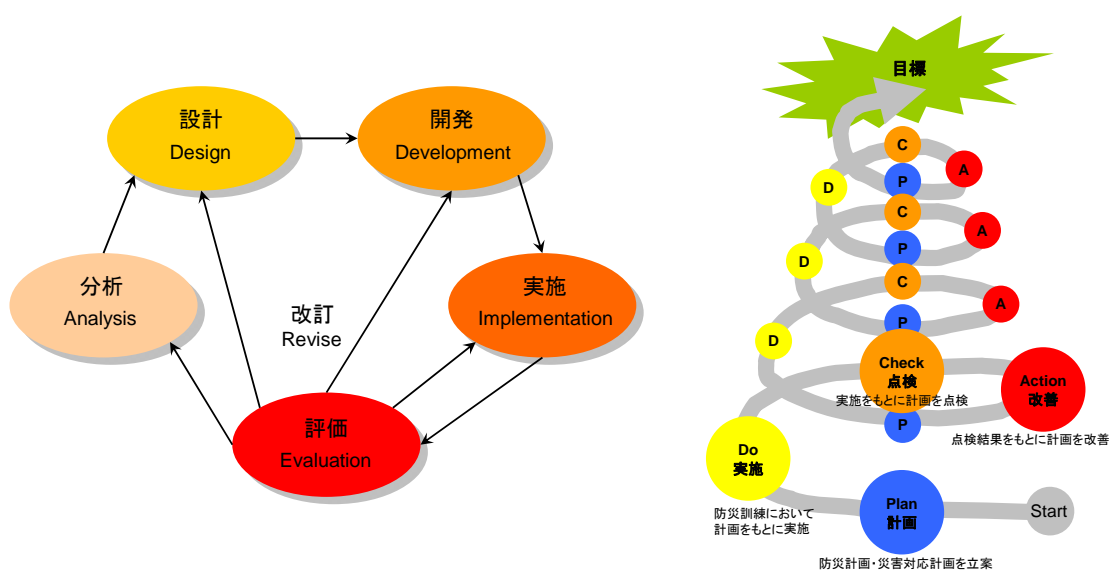 設計
Design
開発
Development
分析
Analysis
実施
Implementation
改訂
Revise
評価
Evaluation
目標
C
A
P
D
C
A
P
D
C
A
P
D
Check
点検
実施をもとに計画を点検
Action
改善
点検結果をもとに計画を改善
P
Do
実施
防災訓練において
計画をもとに実施
Plan
計画
防災計画・災害対応計画を立案
Start